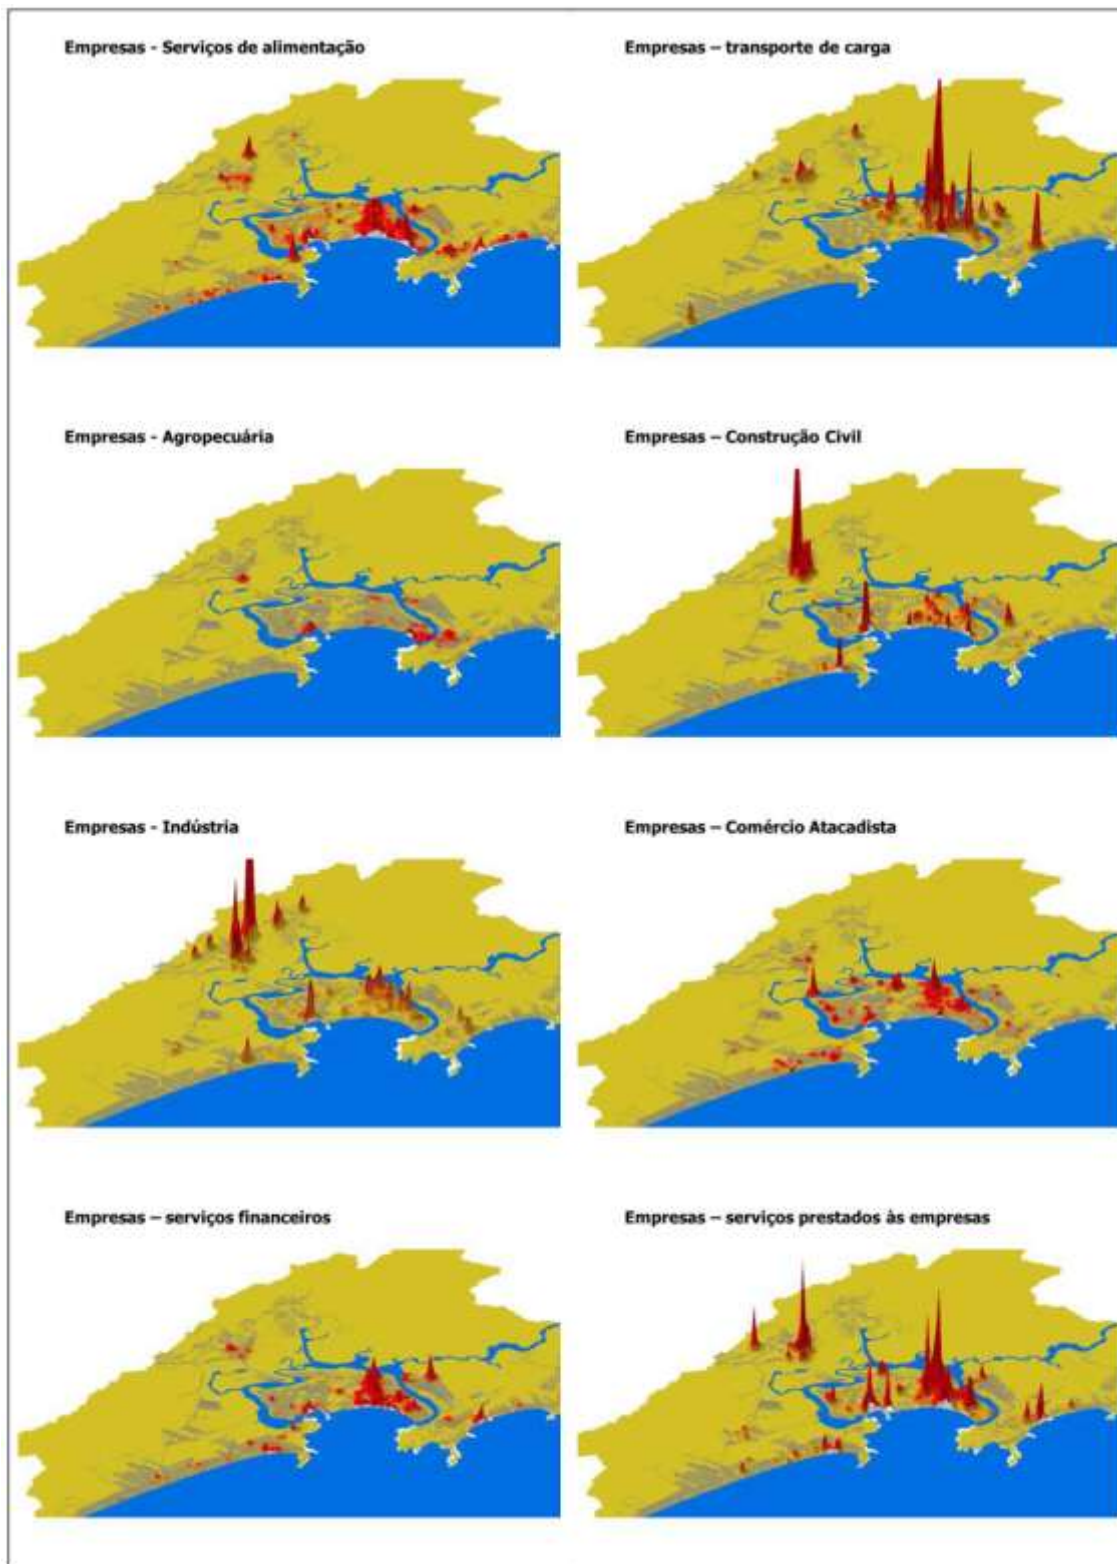 Empresas - Serviços de alimentação
Empresas – transporte de carga
Empresas - Agropecuária
Empresas – Construção Civil
Empresas - Indústria
Empresas – Comércio Atacadista
Empresas – serviços financeiros
Empresas – serviços prestados às empresas